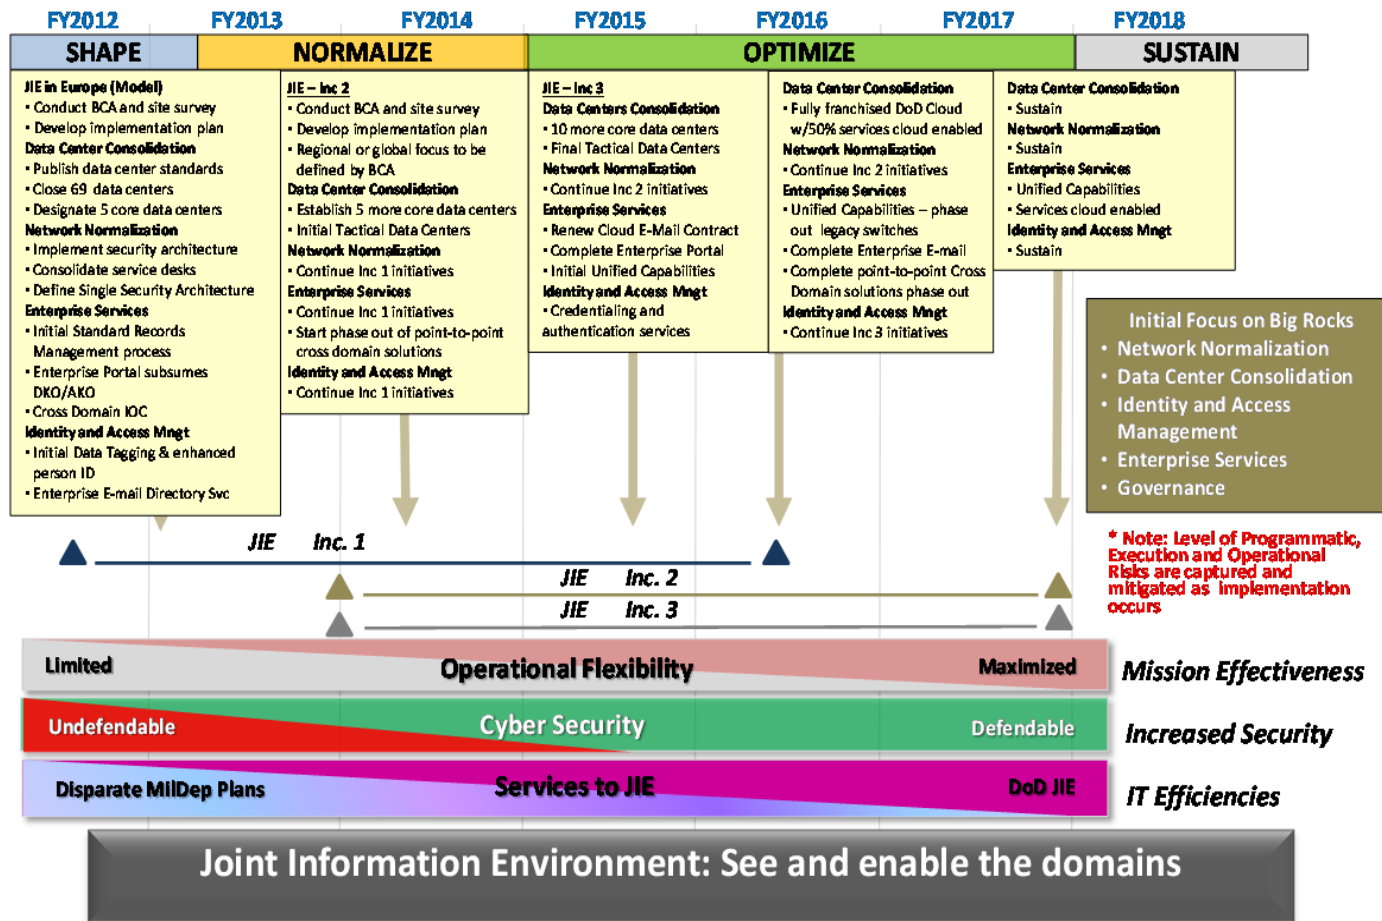 FY2012 FY2013 FY2014 FY2015 FY2016 FY2017 FY2018
SHAPE NORMALIZE OPTIMIZE SUSTAIN
JIE in Europe (Model)
▪ Conduct BCA and site survey
▪ Develop implementation plan
Data Center Consolidation
▪ Publish data center standards
▪ Close 69 data centers
▪ Designate 5 core data centers
Network Normalization
▪ Implement security architecture
▪ Consolidate service desks
▪ Define Single Security Architecture
Enterprise Services
▪ Initial Standard Records
Management process
▪ Enterprise Portal subsumes
DKO/AKO
▪ Cross Domain IOC
Identity and Access Mngt
▪ Initial Data Tagging & enhanced
person ID
▪ Enterprise E-mail Directory Svc
JIE – Inc 2
▪ Conduct BCA and site survey
▪ Develop implementation plan
▪ Regional or global focus to be
defined by BCA
Data Center Consolidation
▪ Establish 5 more core data centers
▪ Initial Tactical Data Centers
Network Normalization
▪ Continue Inc 1 initiatives
Enterprise Services
▪ Continue Inc 1 initiatives
▪ Start phase out of point-to-point
cross domain solutions
Identity and Access Mngt
▪ Continue Inc 1 initiatives
JIE – Inc 3
Data Centers Consolidation
▪ 10 more core data centers
▪ Final Tactical Data Centers
Network Normalization
▪ Continue Inc 2 initiatives
Enterprise Services
▪ Renew Cloud E-Mail Contract
▪ Complete Enterprise Portal
▪ Initial Unified Capabilities
Identity and Access Mngt
▪ Credentialing and
authentication services
Data Center Consolidation
▪ Fully franchised DoD Cloud
w/50% services cloud enabled
Network Normalization
▪ Continue Inc 2 initiatives
Enterprise Services
▪ Unified Capabilities – phase
out legacy switches
▪ Complete Enterprise E-mail
▪ Complete point-to-point Cross
Domain solutions phase out
Identity and Access Mngt
▪ Continue Inc 3 initiatives
Data Center Consolidation
▪ Sustain
Network Normalization
▪ Sustain
Enterprise Services
▪ Unified Capabilities
▪ Services cloud enabled
Identity and Access Mngt
▪ Sustain
Initial Focus on Big Rocks
• Network Normalization
• Data Center Consolidation
• Identity and Access
Management
• Enterprise Services
• Governance
* Note: Level of Programmatic,
Execution and Operational
Risks are captured and
mitigated as implementation
occurs
JIE Inc. 1
JIE Inc. 2
JIE Inc. 3
Limited Operational Flexibility Maximized Mission Effectiveness
Undefendable Cyber Security Defendable Increased Security
Disparate MilDep Plans Services to JIE DoD JIE IT Efficiencies
Joint Information Environment: See and enable the domains